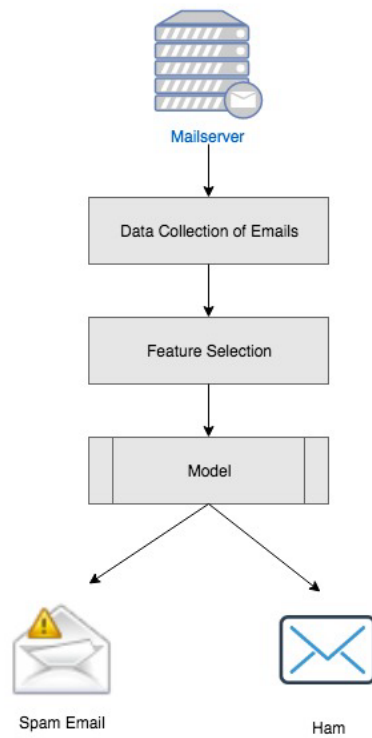 Mailserver
Data Collection of Emails
Feature Selection
Model
Spam Email
Ham